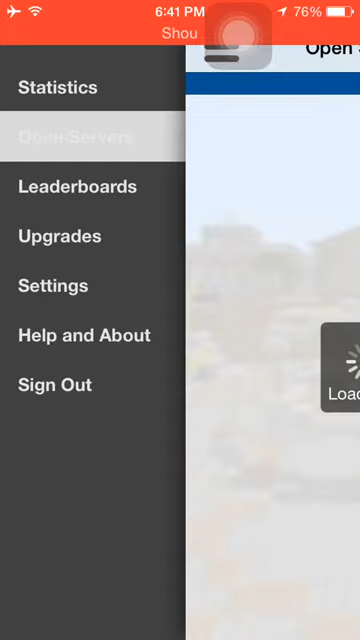 6:41 PM
76%
Shou
Open
Statistics
Open Servers
Leaderboards
Upgrades
Settings
Help and About
Sign Out
Load